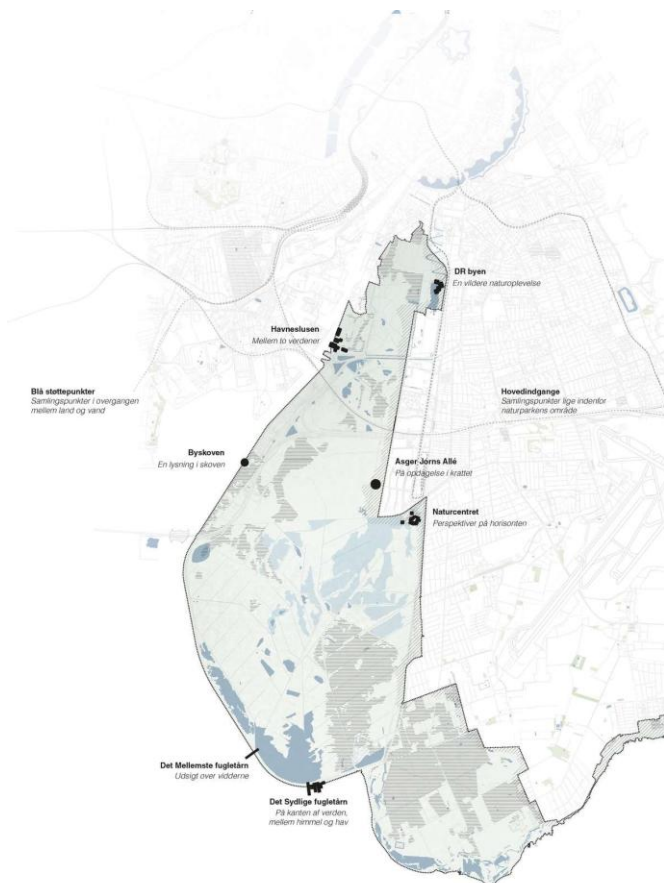 DR byen
En vildere naturoplevelse
Havneslusen
Mellem to verdener
Blå støttepunkter
Samlingspunkter i overgangen
mellem land og vand
Hovedindgange
Samlingspunkter lige indenfor
naturparkens område
Byskoven
En lysning i skoven
Asger Jorns Allé
På opdagelse i krattet
Naturcentret
Perspektiver på horisonten
Det Mellemste fugletårn
Udsigt over vidderne
Det Sydlige fugletårn
På kanten af verden,
mellem himmel og hav